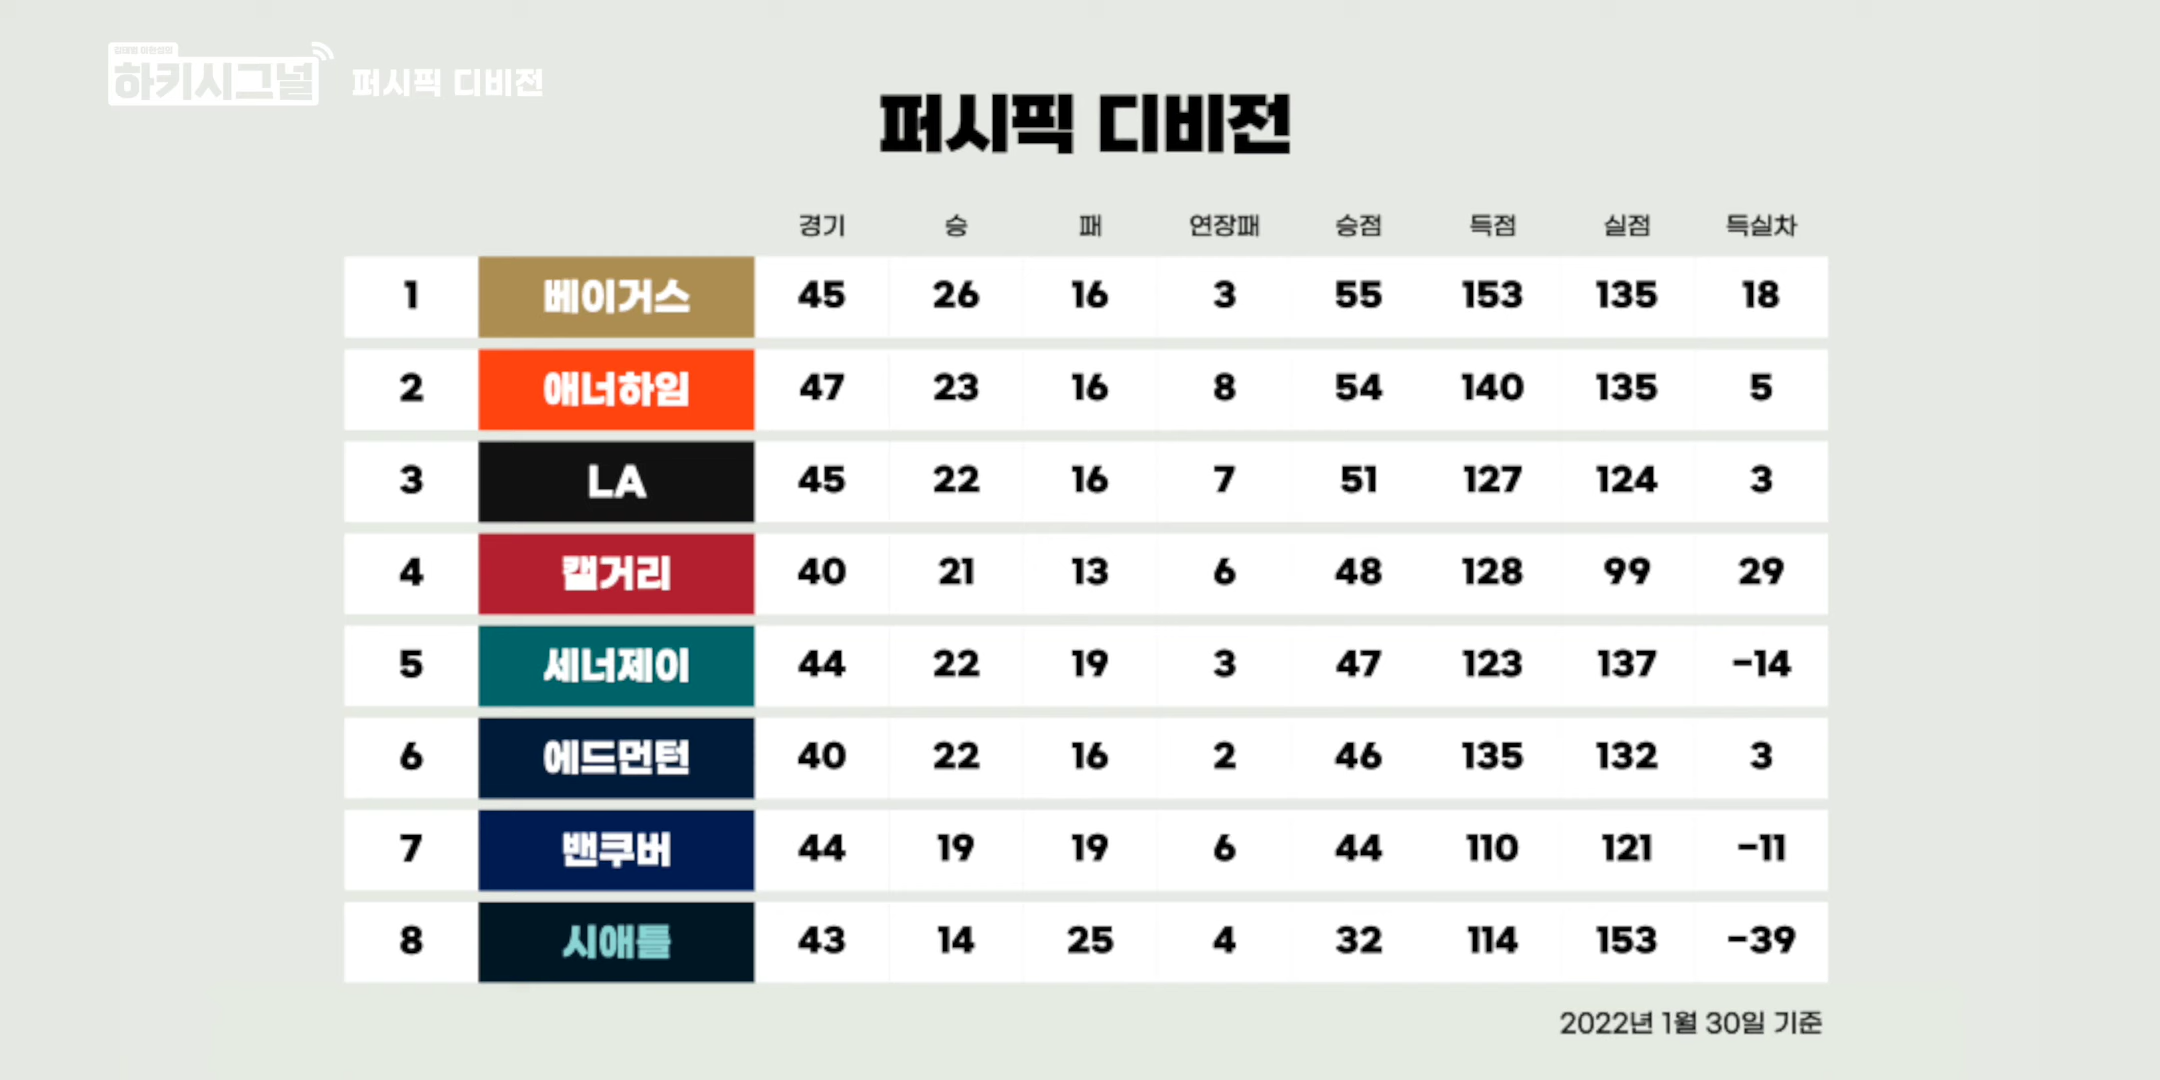 김태범 이한성의
하키시그널 퍼시픽 디비전
퍼시픽 디비전
경기 승 패 연장패 승점 득점 실점 득실차
1 베이거스 45 26 16 3 55 153 135 18
2 애너하임 47 23 16 8 54 140 135 5
3 LA 45 22 16 7 51 127 124 3
4 캘거리 40 21 13 6 48 128 99 29
5 세너제이 44 22 19 3 47 123 137 -14
6 에드먼턴 40 22 16 2 46 135 132 3
7 밴쿠버 44 19 19 6 44 110 121 -11
8 시애틀 43 14 25 4 32 114 153 -39
2022년 1월 30일 기준